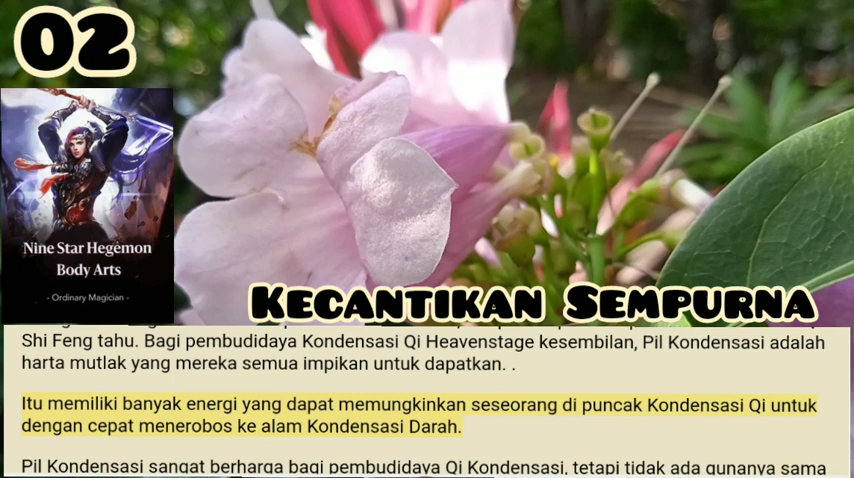 02
Nine Star Hegemon
Body Arts
- Ordinary Magician -
Kecantikan Sempurna
Shi Feng tahu. Bagi pembudidaya Kondensasi Qi Heavenstage kesembilan, Pil Kondensasi adalah
harta mutlak yang mereka semua impikan untuk dapatkan. .
Itu memiliki banyak energi yang dapat memungkinkan seseorang di puncak Kondensasi Qi untuk
dengan cepat menerobos ke alam Kondensasi Darah.
Pil Kondensasi sangat berharga bagi pembudidaya Qi Kondensasi, tetapi tidak ada gunanya sama